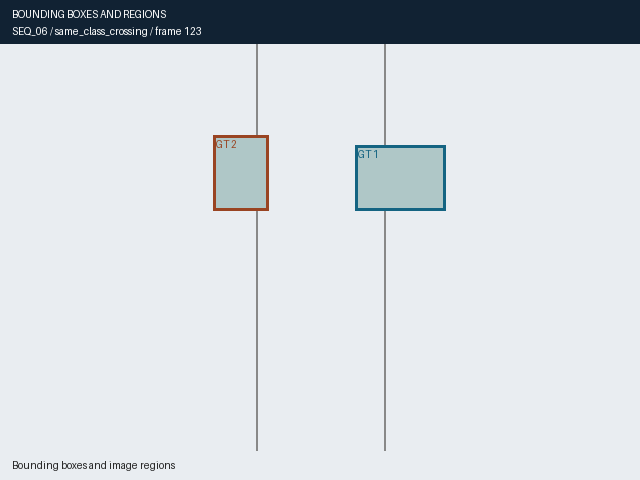 BOUNDING BOXES AND REGIONS
SEQ_06 / same_class_crossing / frame 123
GT2
GT1
Bounding boxes and image regions